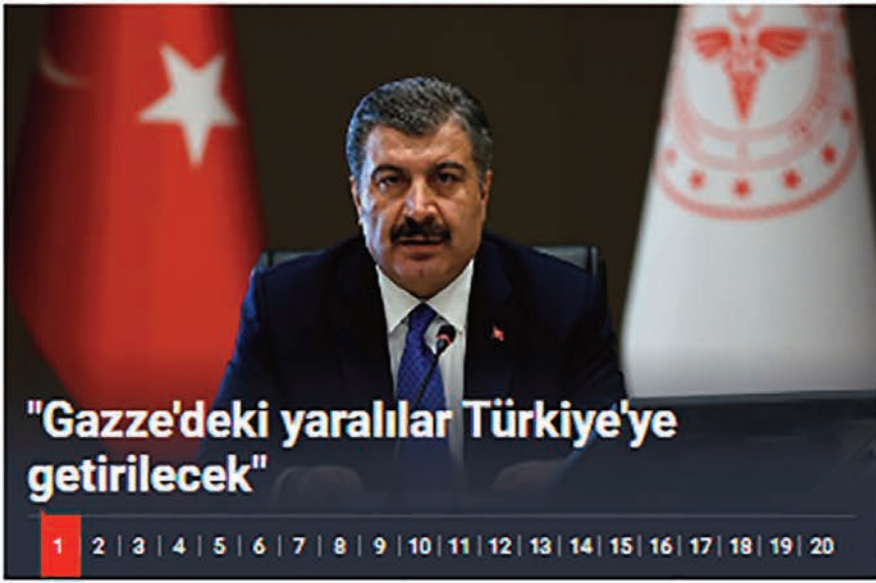 "Gazze'deki yaralılar Türkiye'ye
getirilecek"
1 | 2 | 3 | 4 | 5 | 6 | 7 | 8 | 9 | 10 | 11 | 12 | 13 | 14 | 15 | 16 | 17 | 18 | 19 | 20